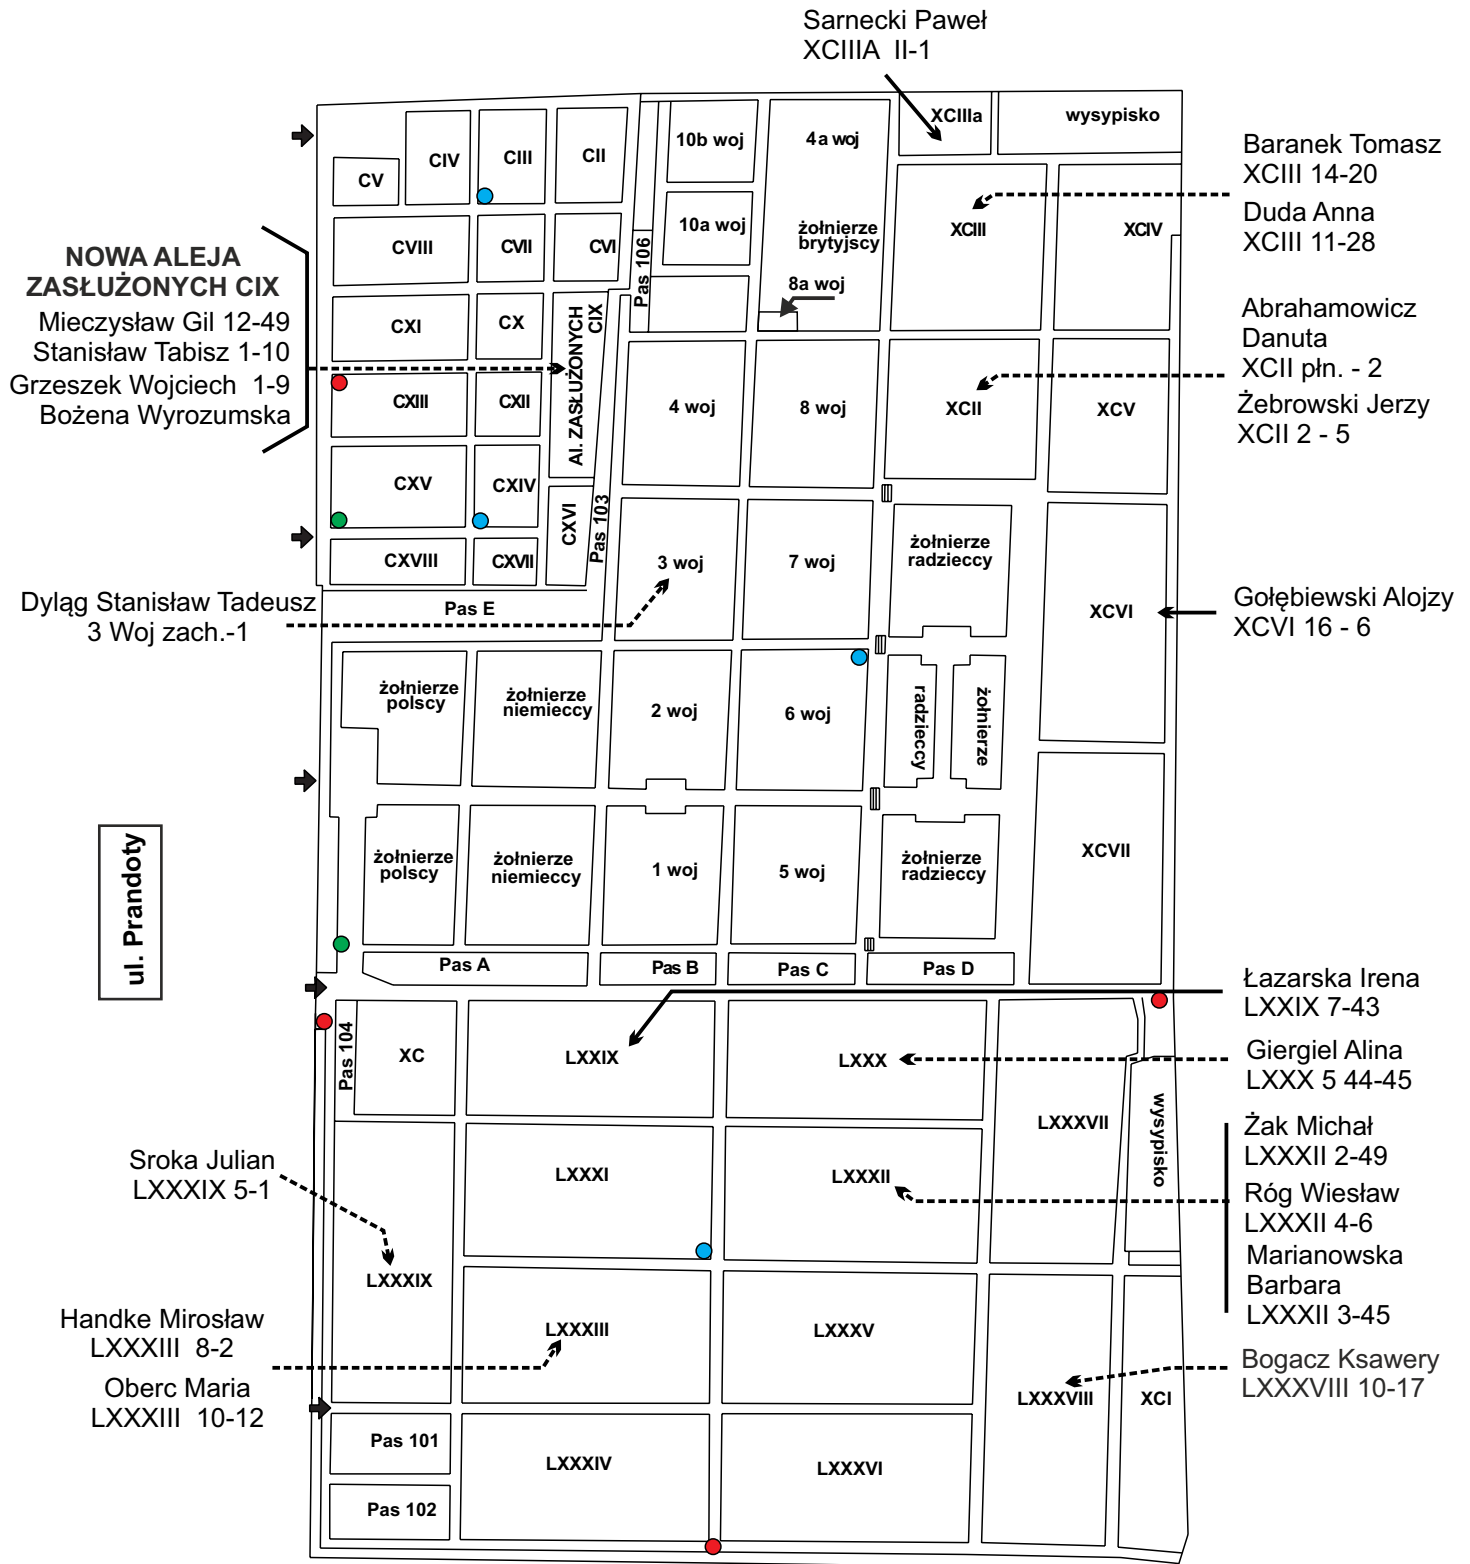 Sarnecki Paweł
XCIIIA II-1
XCIIIa
wysypisko
10b woj
4a woj
CIV
CIII
CII
CV
Baranek Tomasz
XCIII 14-20
Duda Anna
XCIII 11-28
NOWA ALEJA
ZASŁUŻONYCH CIX
Mieczysław Gil 12-49
Stanisław Tabisz 1-10
Grzeszek Wojciech 1-9
Bożena Wyrozumska
CVIII
CVII
CVI
Pas 106
10a woj
żołnierze
brytyjscy
XCIII
XCIV
8a woj
CXI
CX
Al. ZASŁUŻONYCH
CIX
Abrahamowicz
Danuta
XCII płn. - 2
Żebrowski Jerzy
XCII 2 - 5
CXIII
CXII
4 woj
8 woj
XCII
XCV
CXV
CXIV
CXVI
Pas 103
CXVIII
CXVII
3 woj
7 woj
żołnierze
radzieccy
XCVI
Gołębiewski Alojzy
XCVI 16 - 6
Dyląg Stanisław Tadeusz
3 Woj zach.-1
Pas E
żołnierze
polscy
żołnierze
niemieccy
2 woj
6 woj
radzieccy
żołnierze
ul. Prandoty
żołnierze
polscy
żołnierze
niemieccy
1 woj
5 woj
żołnierze
radzieccy
XCVII
Pas A
Pas B
Pas C
Pas D
Łazarska Irena
LXXIX 7-43
Pas 104
XC
LXXIX
LXXX
Giergiel Alina
LXXX 5 44-45
LXXXVII
wysypisko
Żak Michał
LXXXII 2-49
Róg Wiesław
LXXXII 4-6
Marianowska
Barbara
LXXXII 3-45
Sroka Julian
LXXXIX 5-1
LXXXI
LXXXII
LXXXIX
Handke Mirosław
LXXXIII 8-2
Oberc Maria
LXXXIII 10-12
LXXXIII
LXXXV
Bogacz Ksawery
LXXXVIII 10-17
LXXXVIII
XCI
Pas 101
LXXXIV
LXXXVI
Pas 102